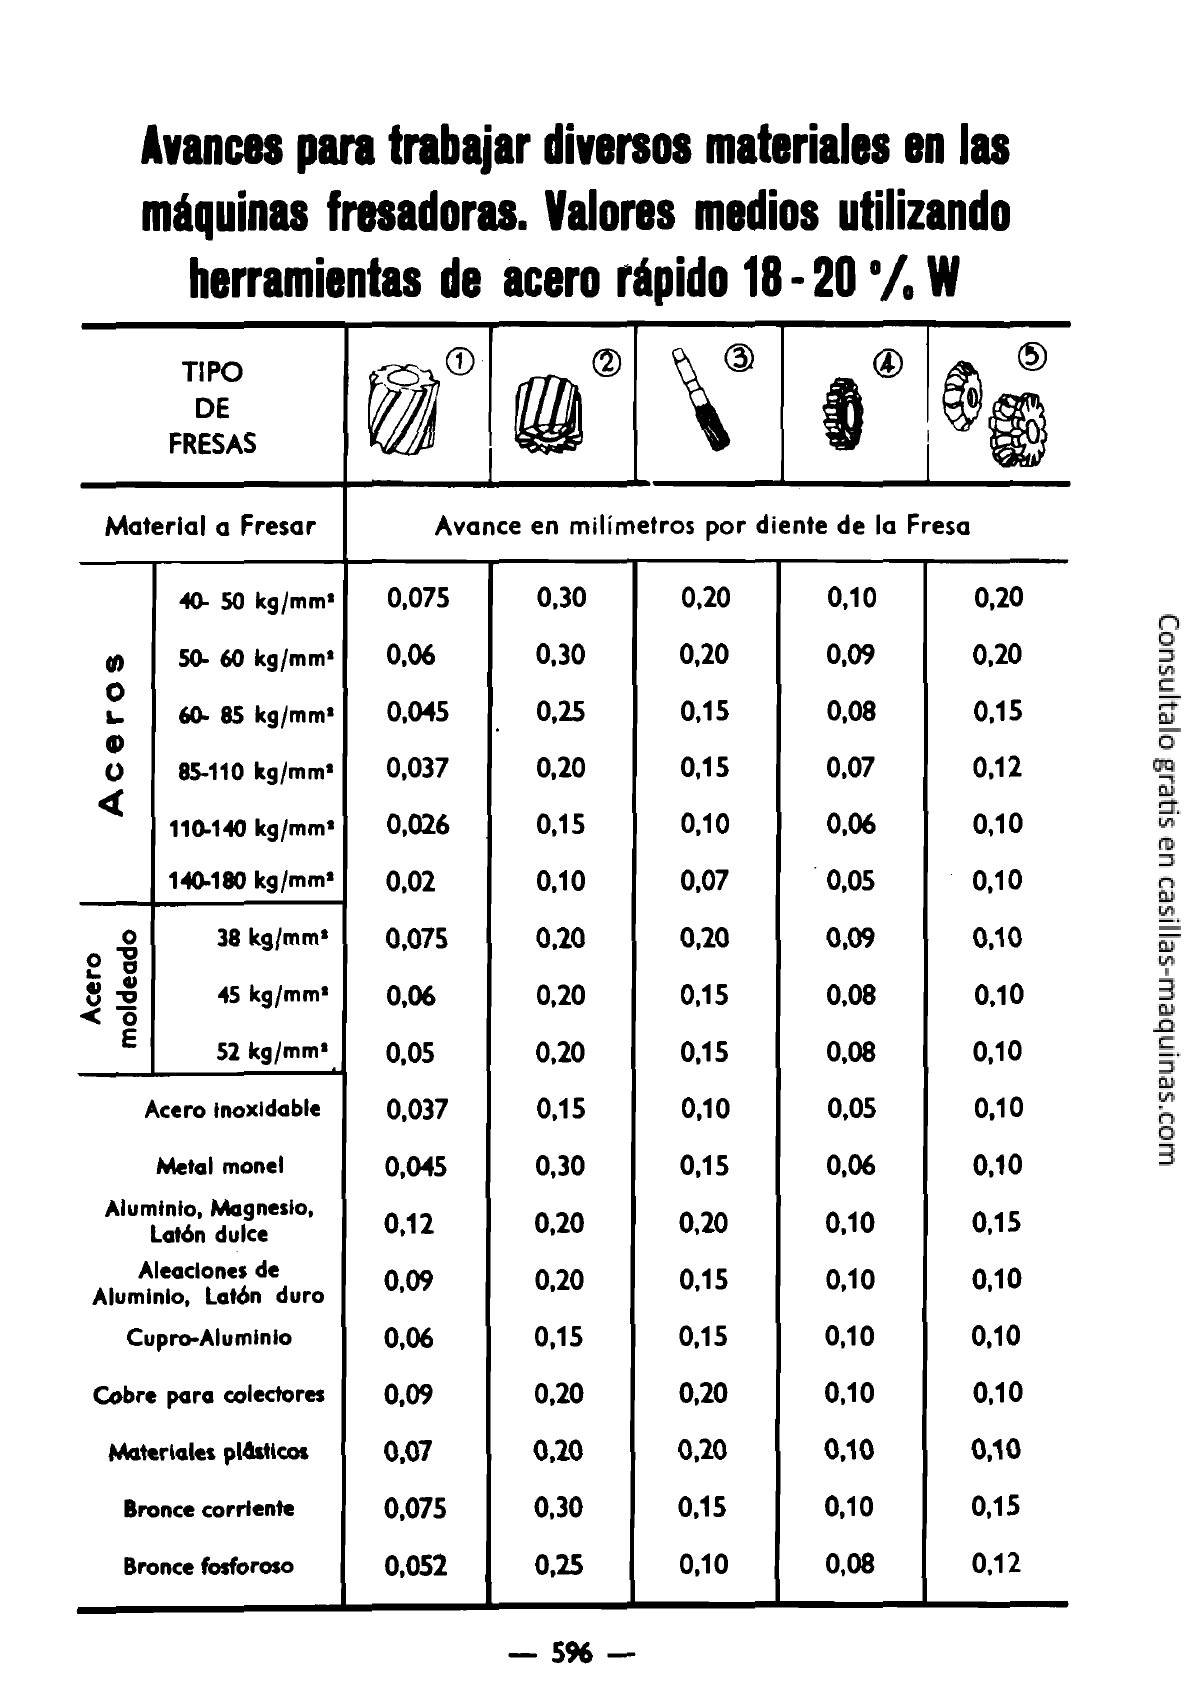 Avances para trabajar diversos materiales en las
máquinas fresadoras. Valores medios utilizando
herramientas de acero rápido 18 - 20 % W
TIPO
DE
FRESAS
① ② ③ ④ ⑤
Material a Fresar Avance en milímetros por diente de la Fresa
Aceros
40- 50 kg/mm² 0,075 0,30 0,20 0,10 0,20
50- 60 kg/mm² 0,06 0,30 0,20 0,09 0,20
60- 85 kg/mm² 0,045 0,25 0,15 0,08 0,15
85-110 kg/mm² 0,037 0,20 0,15 0,07 0,12
110-140 kg/mm² 0,026 0,15 0,10 0,06 0,10
140-180 kg/mm² 0,02 0,10 0,07 0,05 0,10
Acero
moldeado
38 kg/mm² 0,075 0,20 0,20 0,09 0,10
45 kg/mm² 0,06 0,20 0,15 0,08 0,10
52 kg/mm² 0,05 0,20 0,15 0,08 0,10
Acero inoxidable 0,037 0,15 0,10 0,05 0,10
Metal monel 0,045 0,30 0,15 0,06 0,10
Aluminio, Magnesio,
Latón dulce 0,12 0,20 0,20 0,10 0,15
Aleaciones de
Aluminio, Latón duro 0,09 0,20 0,15 0,10 0,10
Cupro-Aluminio 0,06 0,15 0,15 0,10 0,10
Cobre para colectores 0,09 0,20 0,20 0,10 0,10
Materiales plásticos 0,07 0,20 0,20 0,10 0,10
Bronce corriente 0,075 0,30 0,15 0,10 0,15
Bronce fosforoso 0,052 0,25 0,10 0,08 0,12
— 596 —
Consultalo gratis en casillas-maquinas.com